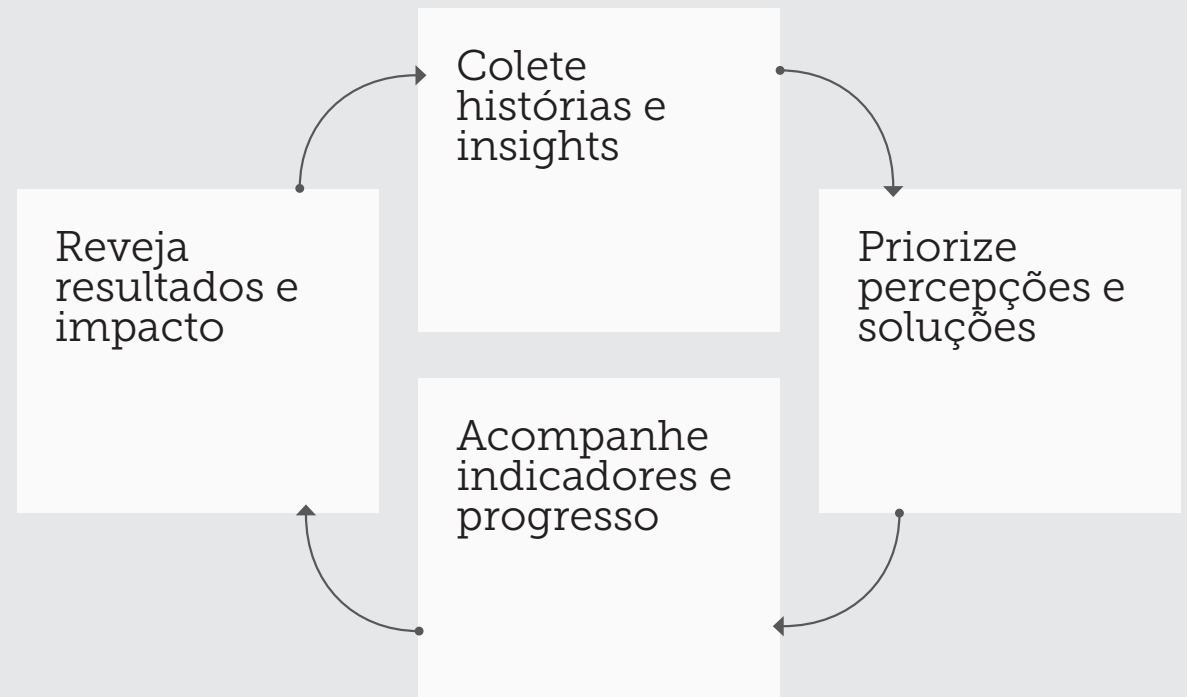 Colete
histórias e
insights
Reveja
resultados e
impacto
Priorize
percepções e
soluções
Acompanhe
indicadores e
progresso